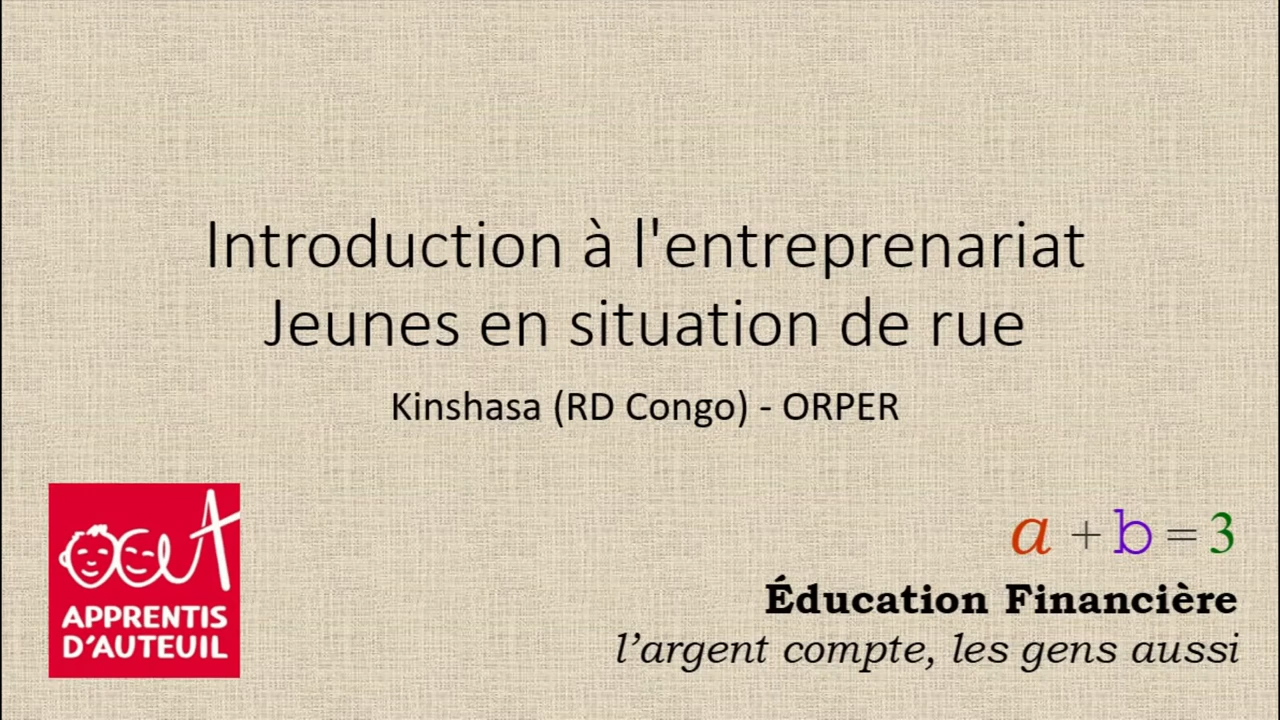 Introduction à l'entreprenariat
Jeunes en situation de rue
Kinshasa (RD Congo) - ORPER
APPRENTIS
D'AUTEUIL
a + b = 3
Éducation Financière
l’argent compte, les gens aussi